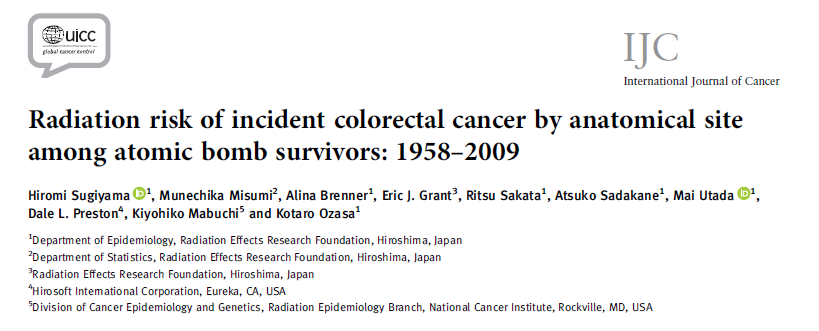 uicc
global cancer control
IJC
International Journal of Cancer
Radiation risk of incident colorectal cancer by anatomical site
among atomic bomb survivors: 1958–2009
Hiromi Sugiyama iD¹, Munechika Misumi², Alina Brenner¹, Eric J. Grant³, Ritsu Sakata¹, Atsuko Sadakane¹, Mai Utada iD¹,
Dale L. Preston⁴, Kiyohiko Mabuchi⁵ and Kotaro Ozasa¹
¹Department of Epidemiology, Radiation Effects Research Foundation, Hiroshima, Japan
²Department of Statistics, Radiation Effects Research Foundation, Hiroshima, Japan
³Radiation Effects Research Foundation, Hiroshima, Japan
⁴Hirosoft International Corporation, Eureka, CA, USA
⁵Division of Cancer Epidemiology and Genetics, Radiation Epidemiology Branch, National Cancer Institute, Rockville, MD, USA